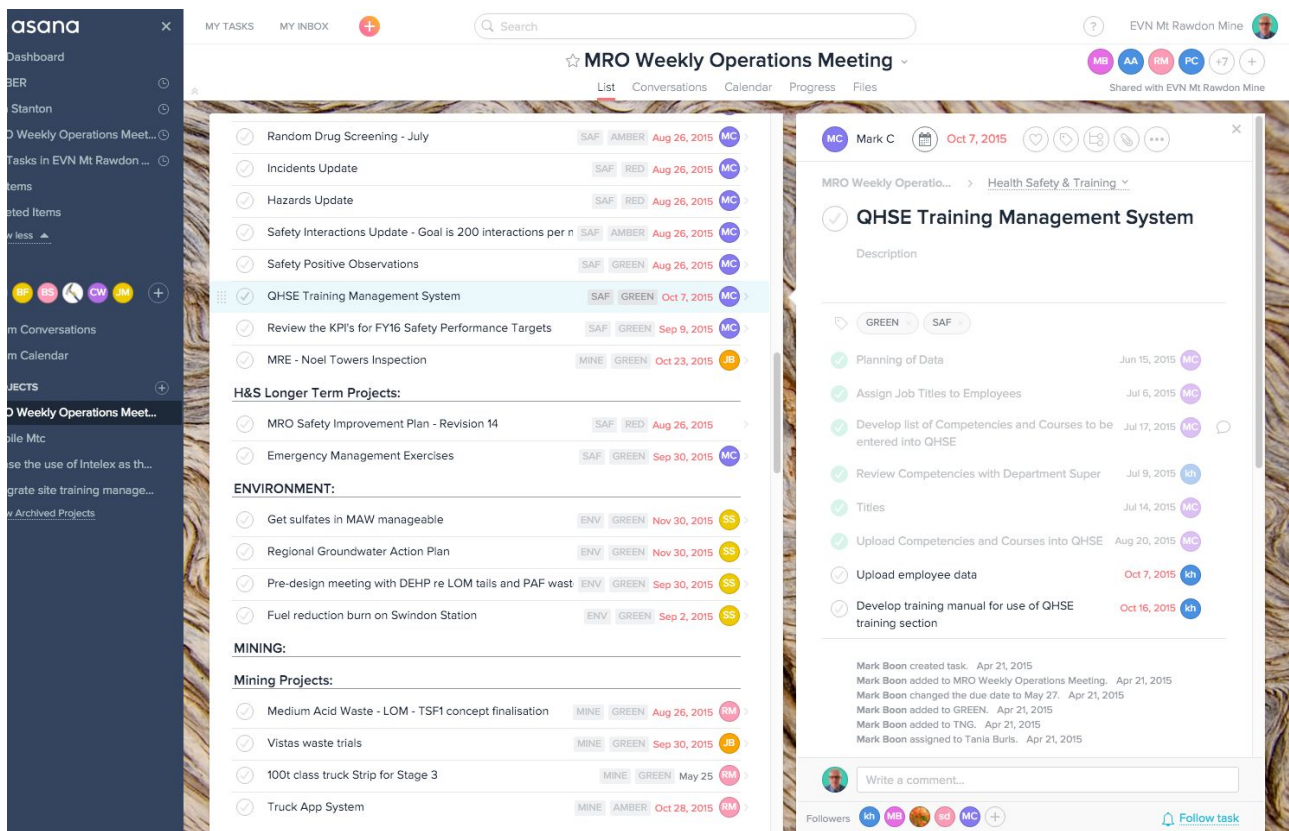 asana ×
MY TASKS MY INBOX + Search ? EVN Mt Rawdon Mine
MRO Weekly Operations Meeting
List Conversations Calendar Progress Files
MB AA RM PC +7 +
Shared with EVN Mt Rawdon Mine
Dashboard
BER
Stanton
O Weekly Operations Meet...
Tasks in EVN Mt Rawdon ...
tems
eted Items
w less
BF BS CW JM +
m Conversations
m Calendar
JECTS +
O Weekly Operations Meet...
bile Mtc
se the use of Intelex as th...
grate site training manage...
w Archived Projects
Random Drug Screening - July SAF AMBER Aug 26, 2015 MC
Incidents Update SAF RED Aug 26, 2015 MC
Hazards Update SAF RED Aug 26, 2015 MC
Safety Interactions Update - Goal is 200 interactions per n SAF AMBER Aug 26, 2015 MC
Safety Positive Observations SAF GREEN Aug 26, 2015 MC
QHSE Training Management System SAF GREEN Oct 7, 2015 MC
Review the KPI's for FY16 Safety Performance Targets SAF GREEN Sep 9, 2015 MC
MRE - Noel Towers Inspection MINE GREEN Oct 23, 2015 JB
H&S Longer Term Projects:
MRO Safety Improvement Plan - Revision 14 SAF RED Aug 26, 2015
Emergency Management Exercises SAF GREEN Sep 30, 2015 MC
ENVIRONMENT:
Get sulfates in MAW manageable ENV GREEN Nov 30, 2015 SS
Regional Groundwater Action Plan ENV GREEN Nov 30, 2015 SS
Pre-design meeting with DEHP re LOM tails and PAF wast ENV GREEN Sep 30, 2015 SS
Fuel reduction burn on Swindon Station ENV GREEN Sep 2, 2015 SS
MINING:
Mining Projects:
Medium Acid Waste - LOM - TSF1 concept finalisation MINE GREEN Aug 26, 2015 RM
Vistas waste trials MINE GREEN Sep 30, 2015 JB
100t class truck Strip for Stage 3 MINE GREEN May 25 RM
Truck App System MINE AMBER Oct 28, 2015 RM
MC Mark C Oct 7, 2015 ×
MRO Weekly Operatio... > Health Safety & Training
QHSE Training Management System
Description
GREEN × SAF ×
Planning of Data Jun 15, 2015 MC
Assign Job Titles to Employees Jul 6, 2015 MC
Develop list of Competencies and Courses to be Jul 17, 2015 MC
entered into QHSE
Review Competencies with Department Super Jul 9, 2015 kh
Titles Jul 14, 2015 MC
Upload Competencies and Courses into QHSE Aug 20, 2015 MC
Upload employee data Oct 7, 2015 kh
Develop training manual for use of QHSE Oct 16, 2015 kh
training section
Mark Boon created task. Apr 21, 2015
Mark Boon added to MRO Weekly Operations Meeting. Apr 21, 2015
Mark Boon changed the due date to May 27. Apr 21, 2015
Mark Boon added to GREEN. Apr 21, 2015
Mark Boon added to TNG. Apr 21, 2015
Mark Boon assigned to Tania Burls. Apr 21, 2015
Write a comment...
Followers kh MB sd MC + Follow task